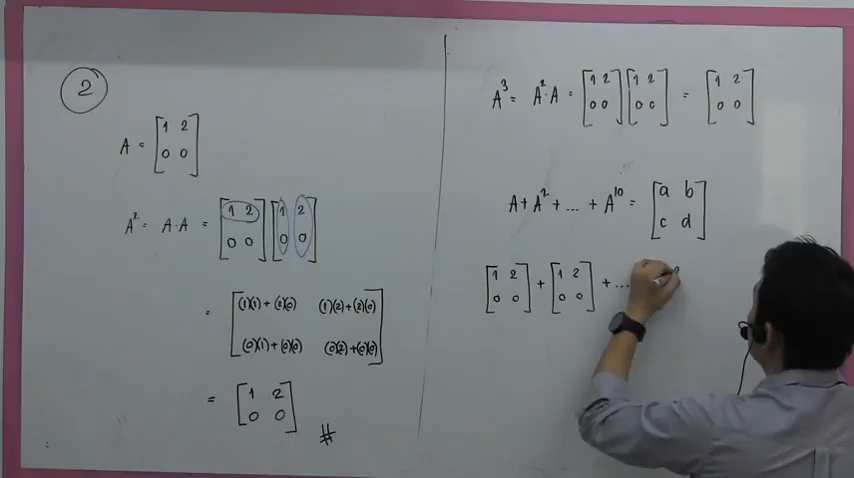 2
A = [1 2 0 0]
A² = A·A = [1 2 0 0] [1 2 0 0]
= [(1)(1)+(2)(0) (1)(2)+(2)(0)
(0)(1)+(0)(0) (0)(2)+(0)(0)]
= [1 2 0 0] #
A³ = A²·A = [1 2 0 0] [1 2 0 0] = [1 2 0 0]
A+A²+...+A¹⁰ = [a b c d]
[1 2 0 0] + [1 2 0 0] + ...